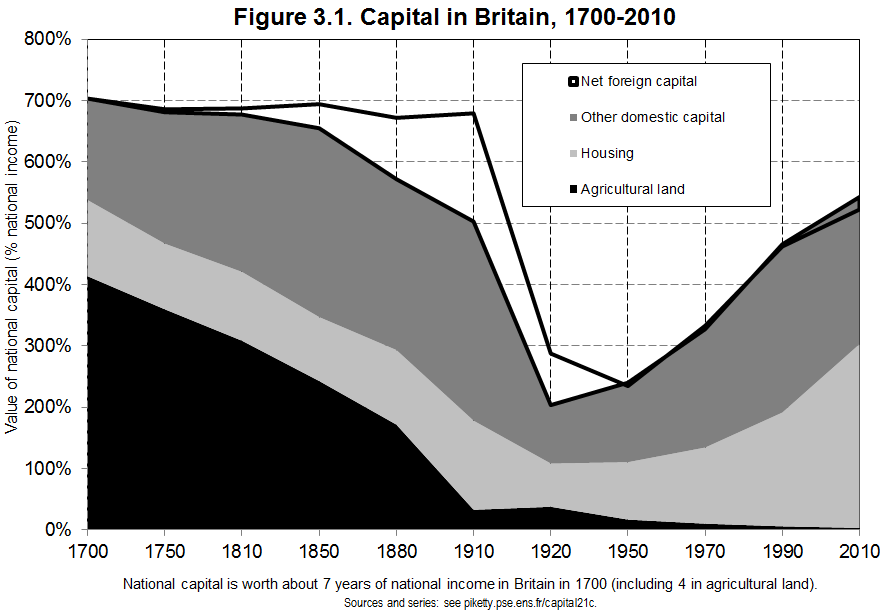 Figure 3.1. Capital in Britain, 1700-2010
800%
700%
600%
500%
400%
300%
200%
100%
0%
Value of national capital (% national income)
Net foreign capital
Other domestic capital
Housing
Agricultural land
1700 1750 1810 1850 1880 1910 1920 1950 1970 1990 2010
National capital is worth about 7 years of national income in Britain in 1700 (including 4 in agricultural land).
Sources and series: see piketty.pse.ens.fr/capital21c.